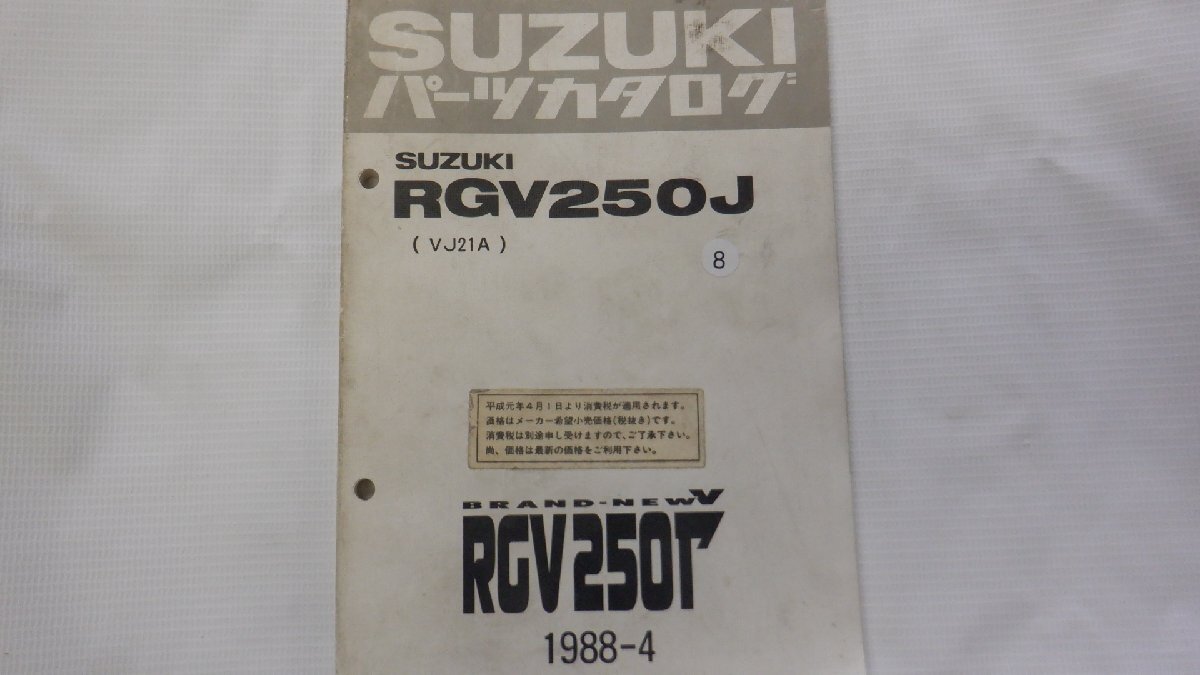 SUZUKI
パーツカタログ
SUZUKI
RGV250J
( VJ21A )
8
平成元年4月1日より消費税が適用されます。
価格はメーカー希望小売価格(税抜き)です。
消費税は別途申し受けますので、ご了承下さい。
尚、価格は最新の価格をご利用下さい。
BRAND-NEW V
RGV250Γ
1988-4